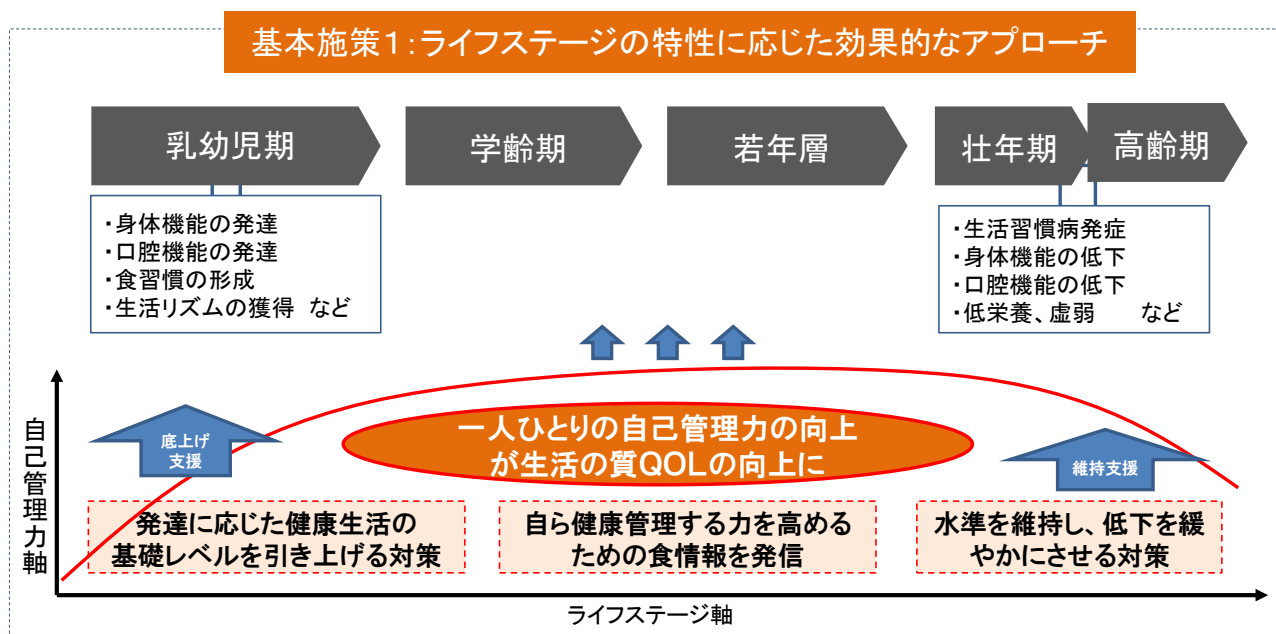 基本施策1:ライフステージの特性に応じた効果的なアプローチ
乳幼児期
学齢期
若年層
壮年期
高齢期
・身体機能の発達
・口腔機能の発達
・食習慣の形成
・生活リズムの獲得 など
・生活習慣病発症
・身体機能の低下
・口腔機能の低下
・低栄養、虚弱 など
自己管理力軸
底上げ
支援
一人ひとりの自己管理力の向上
が生活の質QOLの向上に
維持支援
発達に応じた健康生活の
基礎レベルを引き上げる対策
自ら健康管理する力を高める
ための食情報を発信
水準を維持し、低下を緩
やかにさせる対策
ライフステージ軸